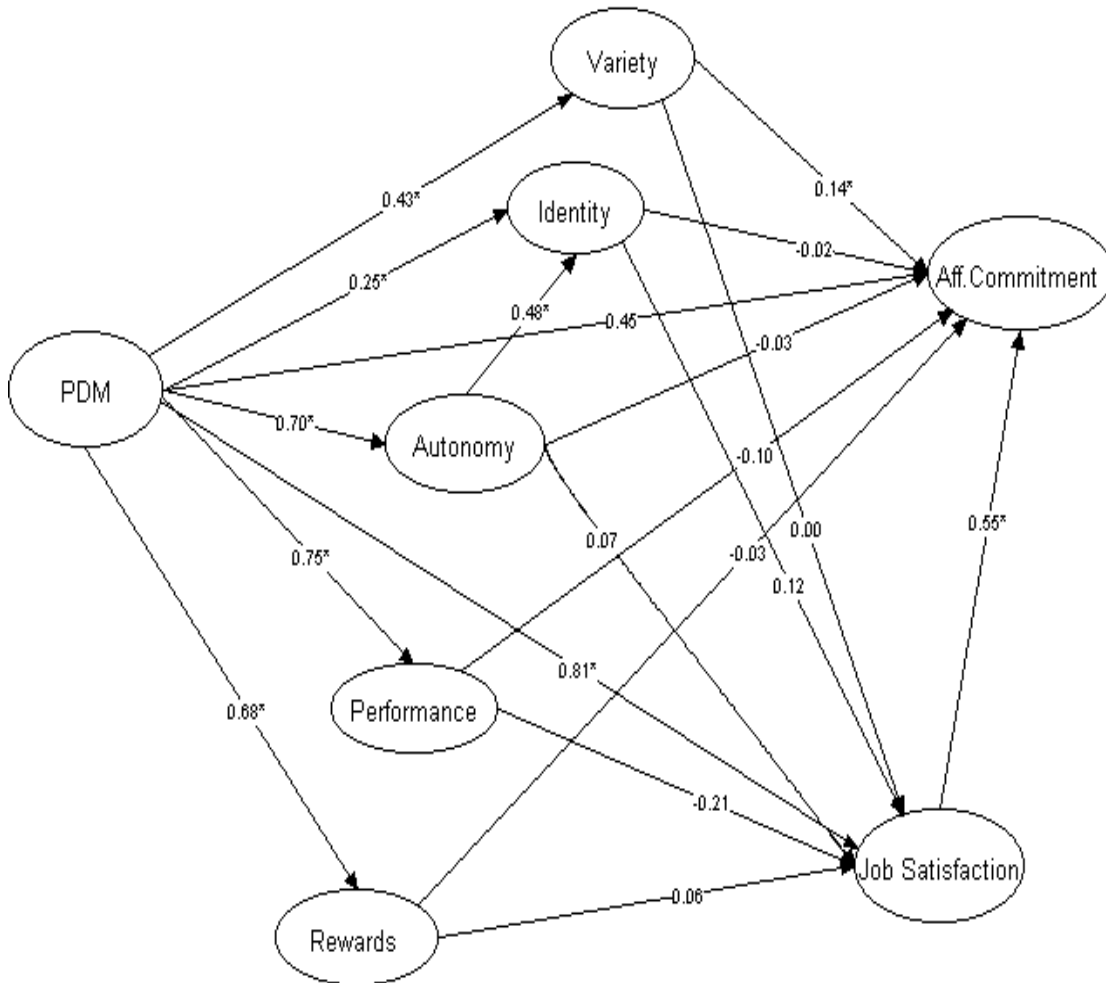 Variety
0.14*
0.43*
Identity
-0.02
Aff.Commitment
0.25*
0.48*
0.45
-0.03
PDM
0.70*
Autonomy
-0.10
0.07
0.00
0.55*
0.75*
-0.03
0.12
0.81*
0.68*
Performance
-0.21
Job Satisfaction
0.06
Rewards